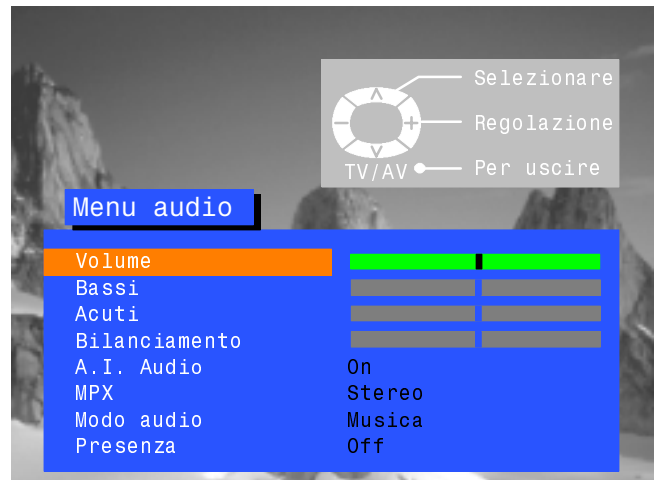 Selezionare
Regolazione
TV/AV Per uscire
Menu audio
Volume
Bassi
Acuti
Bilanciamento
A.I. Audio On
MPX Stereo
Modo audio Musica
Presenza Off